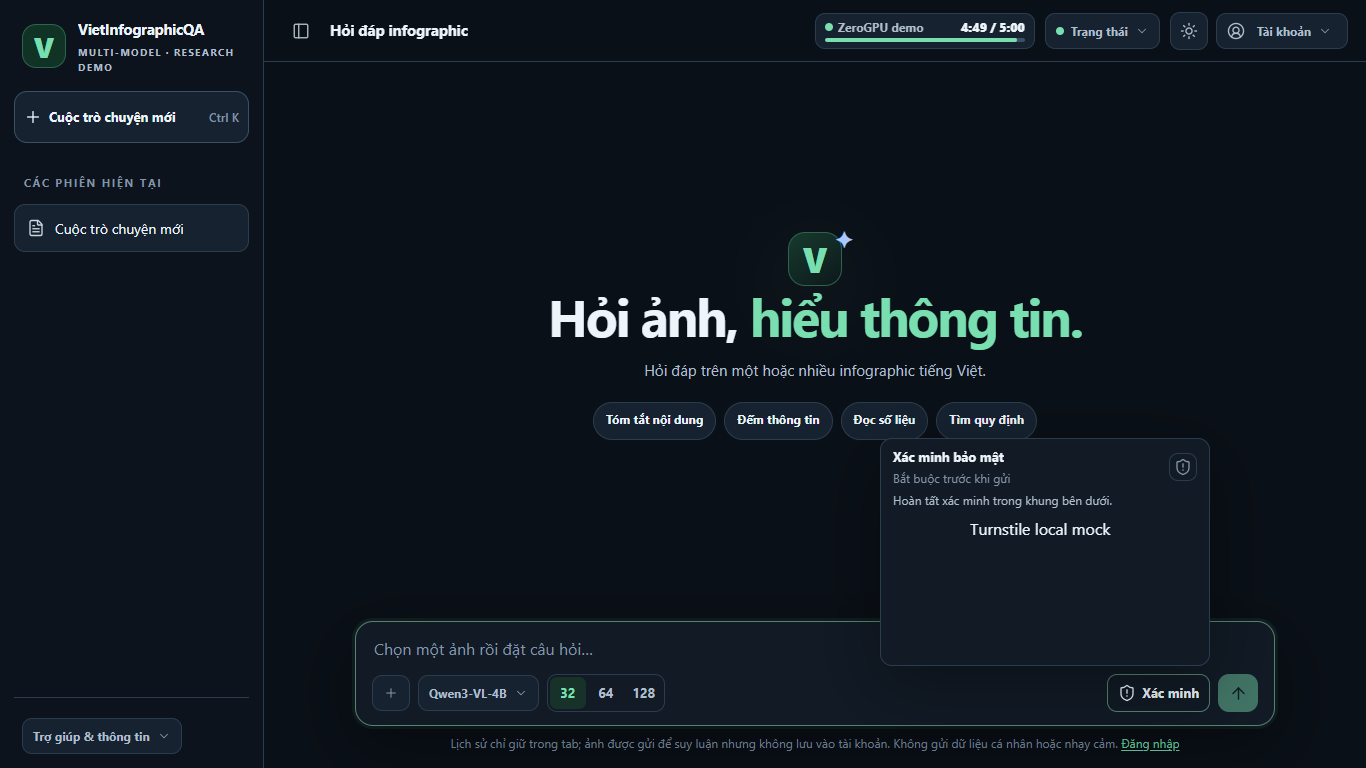 V
VietInfographicQA
MULTI-MODEL · RESEARCH
DEMO
Cuộc trò chuyện mới
Ctrl K
CÁC PHIÊN HIỆN TẠI
Cuộc trò chuyện mới
Trợ giúp & thông tin
Hỏi đáp infographic
ZeroGPU demo
4:49 / 5:00
Trạng thái
Tài khoản
V
Hỏi ảnh, hiểu thông tin.
Hỏi đáp trên một hoặc nhiều infographic tiếng Việt.
Tóm tắt nội dung
Đếm thông tin
Đọc số liệu
Tìm quy định
Xác minh bảo mật
Bắt buộc trước khi gửi
Hoàn tất xác minh trong khung bên dưới.
Turnstile local mock
Chọn một ảnh rồi đặt câu hỏi...
Qwen3-VL-4B
32
64
128
Xác minh
Lịch sử chỉ giữ trong tab; ảnh được gửi để suy luận nhưng không lưu vào tài khoản. Không gửi dữ liệu cá nhân hoặc nhạy cảm. Đăng nhập